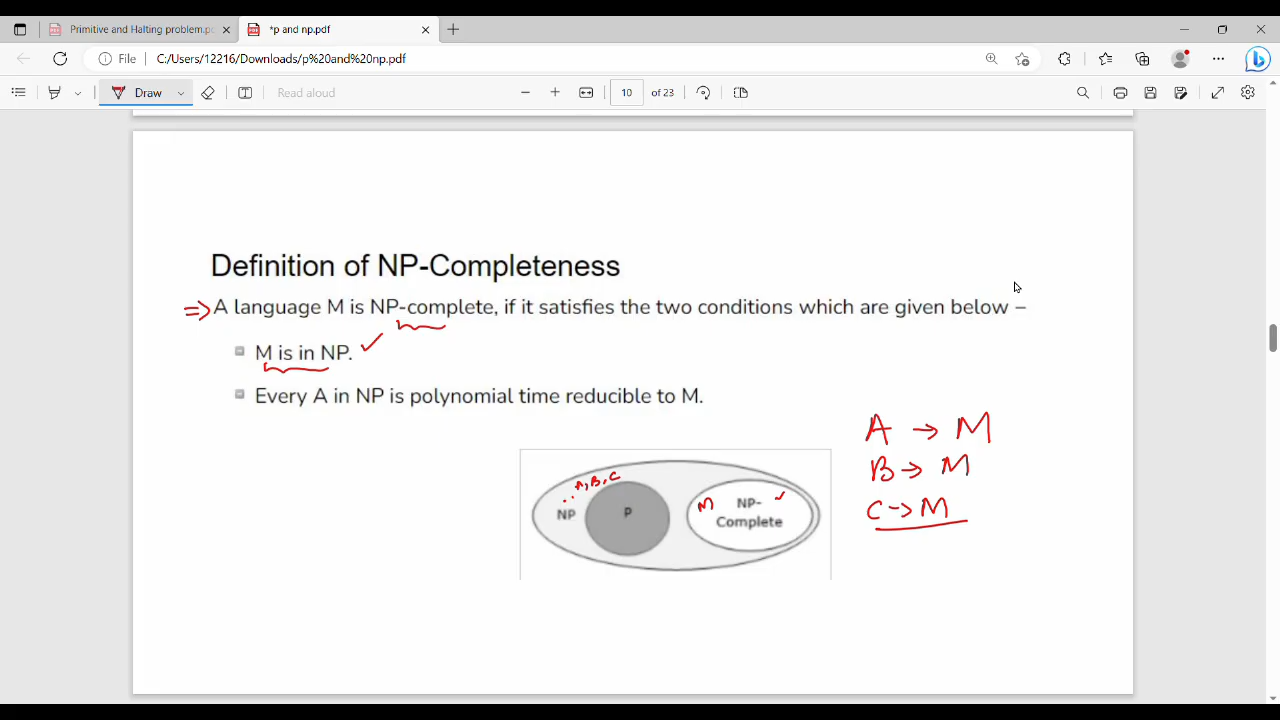 Primitive and Halting problem.pc
*p and np.pdf
File C:/Users/12216/Downloads/p%20and%20np.pdf
Draw Read aloud 10 of 23
Definition of NP-Completeness
=> A language M is NP-complete, if it satisfies the two conditions which are given below –
M is in NP. ✓
Every A in NP is polynomial time reducible to M.
A → M
B → M
C → M
A, B, C
NP
P
M
NP-
Complete